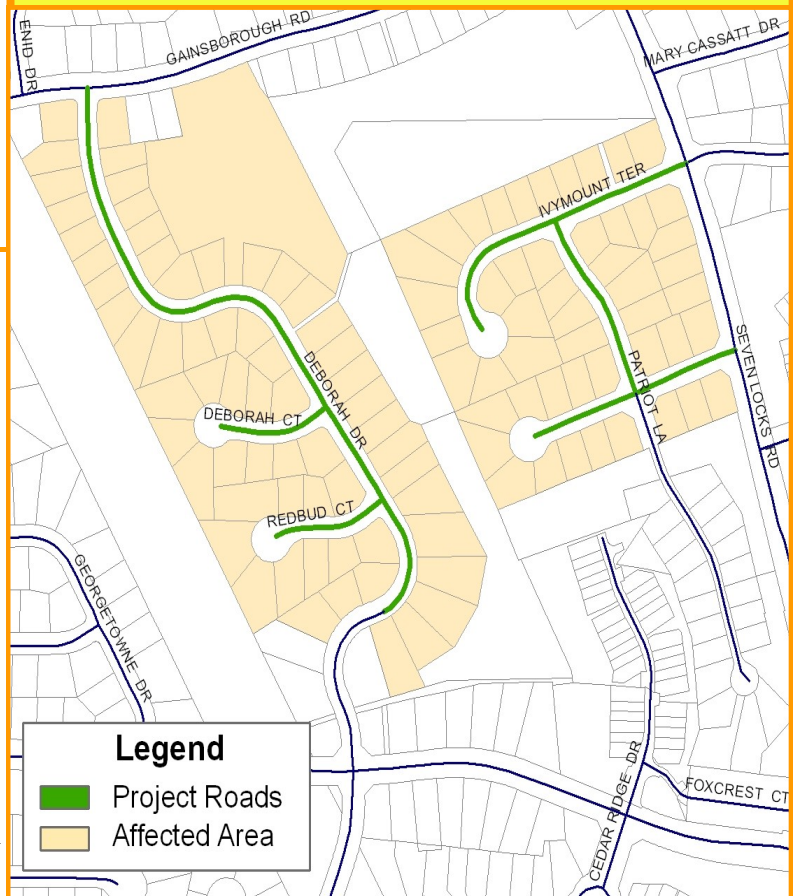 ENID DR
GAINSBOROUGH RD
MARY CASSATT DR
IVYMOUNT TER
SEVEN LOCKS RD
PATRIOT LA
DEBORAH DR
DEBORAH CT
REDBUD CT
GEORGETOWNE DR
CEDAR RIDGE DR
FOXCREST CT
Legend
Project Roads
Affected Area